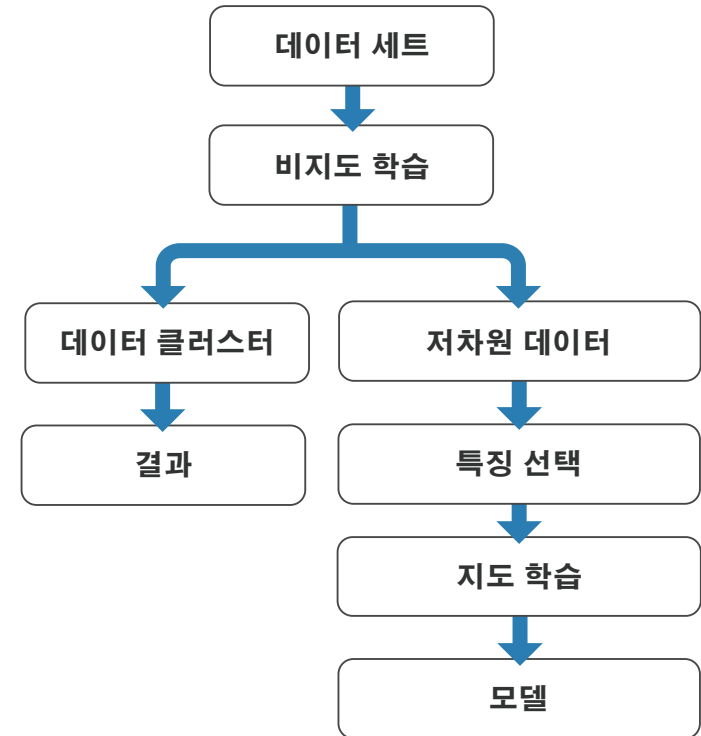 데이터 세트
비지도 학습
데이터 클러스터
결과
저차원 데이터
특징 선택
지도 학습
모델